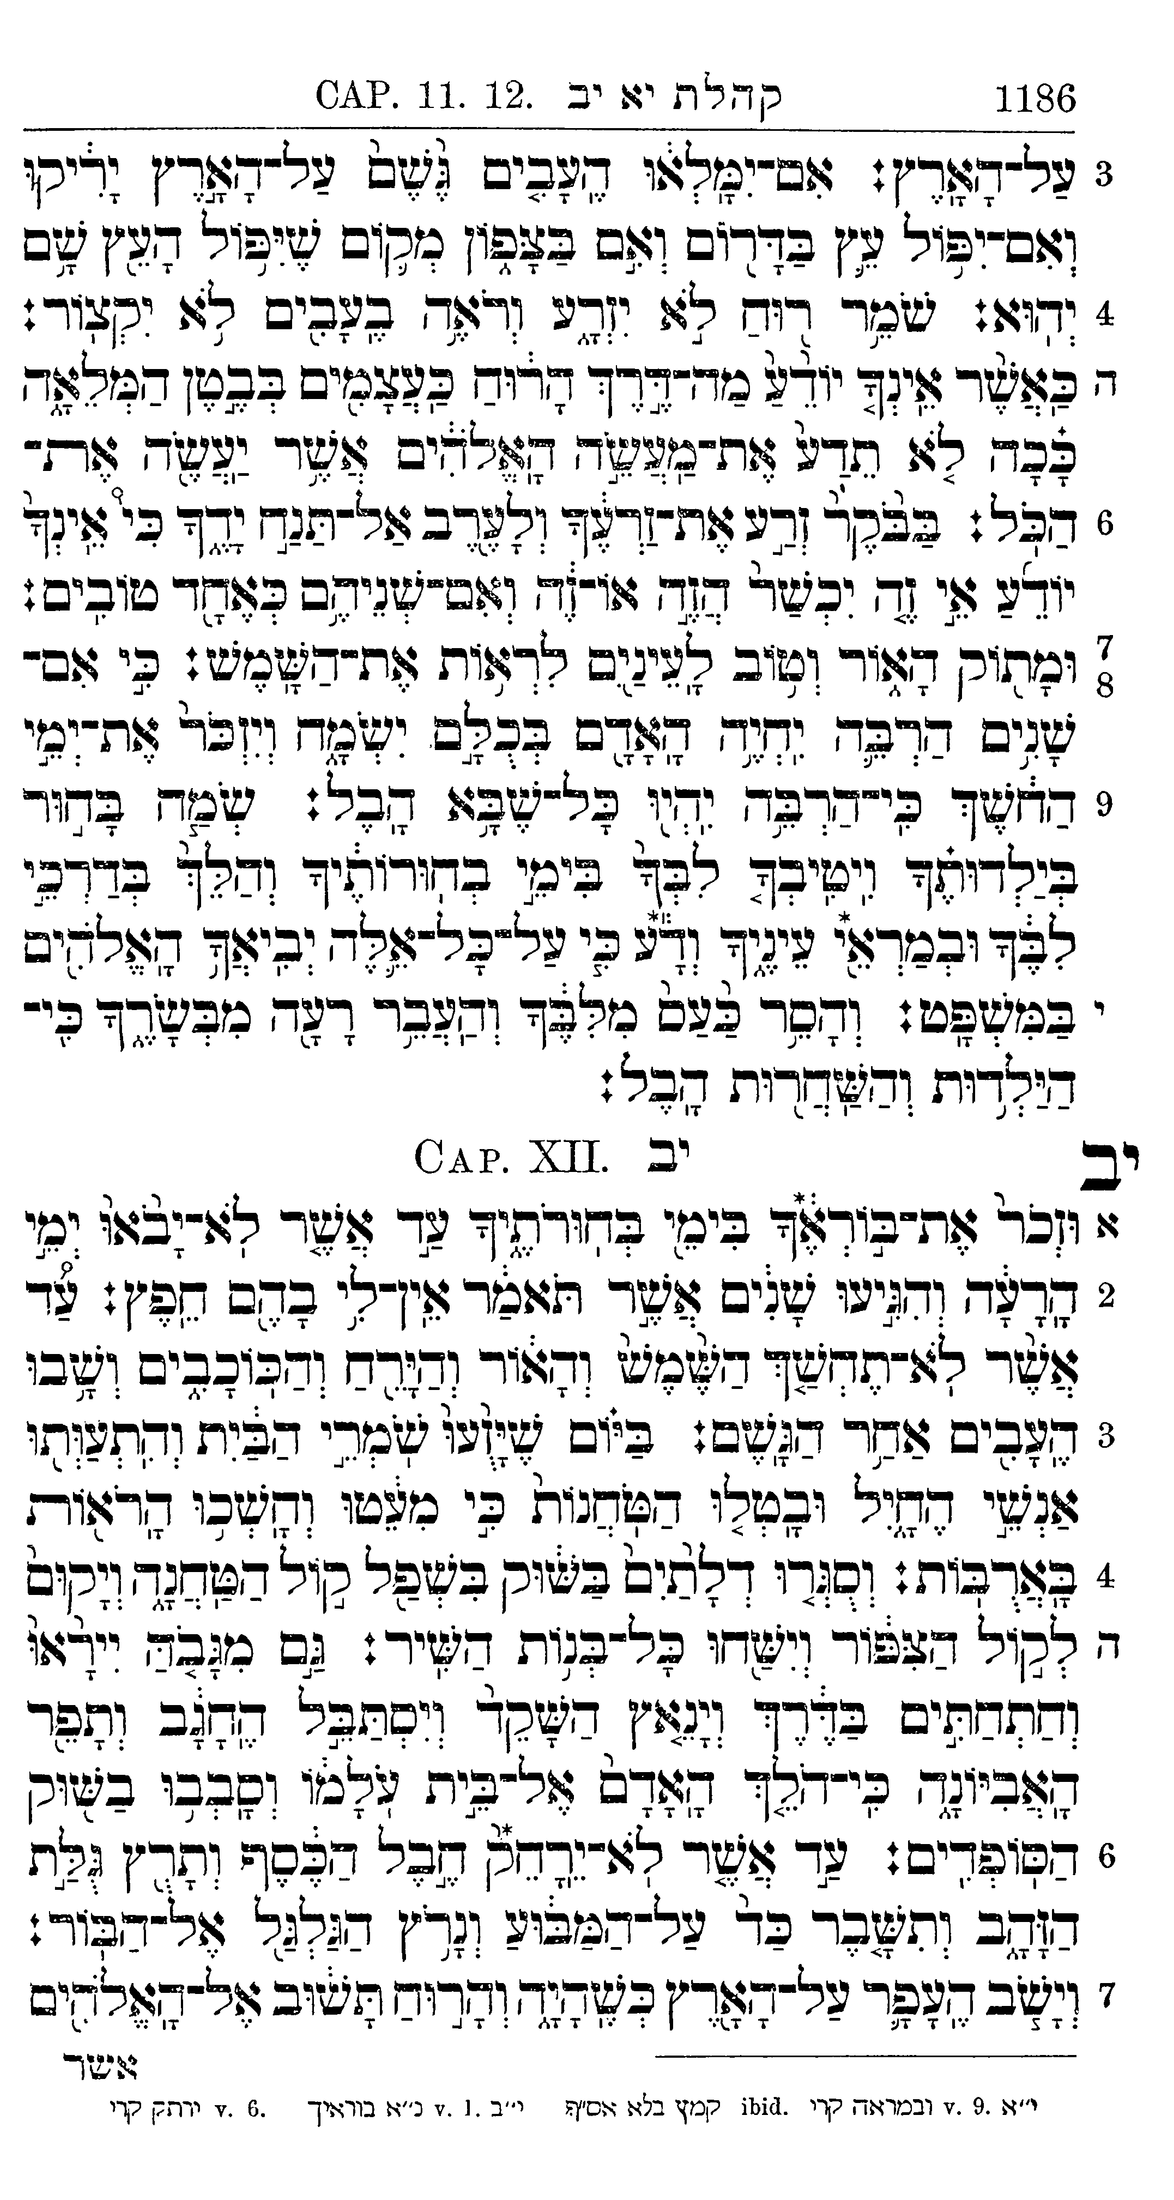 1186 קהלת יא יב CAP. 11. 12.
3 עַל־הָאָֽרֶץ׃ אִם־יִמָּלְא֨וּ הֶעָבִ֥ים גֶּ֙שֶׁם֙ עַל־הָאָ֣רֶץ יָרִ֔יקוּ
וְאִם־יִפּ֥וֹל עֵ֛ץ בַּדָּר֖וֹם וְאִ֣ם בַּצָּפ֑וֹן מְק֛וֹם שֶׁיִּפּ֥וֹל הָעֵ֖ץ שָׁ֥ם
4 יְהֽוּא׃ שֹׁמֵ֥ר ר֖וּחַ לֹ֣א יִזְרָ֑ע וְרֹאֶ֥ה בֶעָבִ֖ים לֹ֥א יִקְצֽוֹר׃
ה כַּאֲשֶׁ֨ר אֵֽינְךָ֤ יוֹדֵ֙עַ֙ מַה־דֶּ֣רֶךְ הָר֔וּחַ כַּעֲצָמִ֖ים בְּבֶ֣טֶן הַמְּלֵאָ֑ה
כָּ֗כָה לֹ֤א תֵדַע֙ אֶת־מַעֲשֵׂ֣ה הָֽאֱלֹהִ֔ים אֲשֶׁ֥ר יַעֲשֶׂ֖ה אֶת־
6 הַכֹּֽל׃ בַּבֹּ֙קֶר֙ זְרַ֣ע אֶת־זַרְעֶ֔ךָ וְלָעֶ֖רֶב אַל־תַּנַּ֣ח יָדֶ֑ךָ כִּי֩ אֵֽינְךָ֨
יוֹדֵ֜עַ אֵ֣י זֶ֤ה יִכְשָׁר֙ הֲזֶ֣ה אוֹ־זֶ֔ה וְאִם־שְׁנֵיהֶ֥ם כְּאֶחָ֖ד טוֹבִֽים׃
7 8 וּמָת֖וֹק הָא֑וֹר וְט֥וֹב לַֽעֵינַ֖יִם לִרְא֥וֹת אֶת־הַשָּֽׁמֶשׁ׃ כִּ֣י אִם־
שָׁנִ֥ים הַרְבֵּ֛ה יִֽחְיֶ֥ה הָאָדָ֖ם בְּכֻלָּ֣ם יִשְׂמָ֑ח וְיִזְכֹּר֙ אֶת־יְמֵ֣י
9 הַחֹ֔שֶׁךְ כִּֽי־הַרְבֵּ֥ה יִהְי֖וּ כָּל־שֶׁבָּ֥א הָֽבֶל׃ שְׂמַ֧ח בָּח֣וּר
בְּיַלְדוּתֶ֗יךָ וִֽיטִֽיבְךָ֤ לִבְּךָ֙ בִּימֵ֣י בְחֽוּרוֹתֶ֔יךָ וְהַלֵּךְ֙ בְּדַרְכֵ֣י
לִבְּךָ֔ וּבְמַרְאֵ֖י עֵינֶ֑יךָ וְדָ֕ע כִּ֧י עַל־כָּל־אֵ֛לֶּה יְבִֽיאֲךָ֥ הָאֱלֹהִ֖ים
י בַּמִּשְׁפָּֽט׃ וְהָסֵ֥ר כַּ֙עַס֙ מִלִּבֶּ֔ךָ וְהַעֲבֵ֥ר רָעָ֖ה מִבְּשָׂרֶ֑ךָ כִּֽי־
הַיַּלְד֥וּת וְהַֽשַּׁחֲר֖וּת הָֽבֶל׃
יב CAP. XII. יב
א וּזְכֹר֙ אֶת־בּ֣וֹרְאֶ֔ךָ בִּימֵ֖י בְּחֽוּרֹתֶ֑יךָ עַ֣ד אֲשֶׁ֤ר לֹא־יָבֹ֙אוּ֙ יְמֵ֣י
2 הָֽרָעָ֔ה וְהִגִּ֣יעוּ שָׁנִ֔ים אֲשֶׁ֣ר תֹּאמַ֔ר אֵֽין־לִ֥י בָהֶ֖ם חֵֽפֶץ׃ עַ֠ד
אֲשֶׁ֨ר לֹֽא־תֶחְשַׁ֤ךְ הַשֶּׁ֙מֶשׁ֙ וְהָא֔וֹר וְהַיָּרֵ֖חַ וְהַכּוֹכָבִ֑ים וְשָׁ֥בוּ
3 הֶעָבִ֖ים אַחַ֥ר הַגָּֽשֶׁם׃ בַּיּ֗וֹם שֶׁיָּזֻ֙עוּ֙ שֹׁמְרֵ֣י הַבַּ֔יִת וְהִֽתְעַוְּת֖וּ
אַנְשֵׁ֣י הֶחָ֑יִל וּבָטְל֤וּ הַטֹּֽחֲנוֹת֙ כִּ֣י מִעֵ֔טוּ וְחָשְׁכ֥וּ הָרֹא֖וֹת
4 בָּאֲרֻבּֽוֹת׃ וְסֻגְּר֤וּ דְלָתַ֙יִם֙ בַּשּׁ֔וּק בִּשְׁפַ֖ל ק֣וֹל הַֽטַּחֲנָ֑ה וְיָקוּם֙
ה לְק֣וֹל הַצִּפּ֔וֹר וְיִשַּׁ֖חוּ כָּל־בְּנ֥וֹת הַשִּֽׁיר׃ גַּ֣ם מִגָּבֹ֤הַּ יִירָ֙אוּ֙
וְחַתְחַתִּ֣ים בַּדֶּ֔רֶךְ וְיָנֵ֤אץ הַשָּׁקֵד֙ וְיִסְתַּבֵּ֣ל הֶֽחָגָ֔ב וְתָפֵ֖ר
הָֽאֲבִיּוֹנָ֑ה כִּֽי־הֹלֵ֤ךְ הָאָדָם֙ אֶל־בֵּ֣ית עוֹלָמ֔וֹ וְסָבְב֥וּ בַשּׁ֖וּק
6 הַסּוֹפְדִֽים׃ עַ֣ד אֲשֶׁ֤ר לֹֽא־יֵרָחֵק֙ חֶ֣בֶל הַכֶּ֔סֶף וְתָרֻ֖ץ גֻּלַּ֣ת
הַזָּהָ֑ב וְתִשָּׁ֤בֶר כַּד֙ עַל־הַמַּבּ֔וּעַ וְנָרֹ֥ץ הַגַּלְגַּ֖ל אֶל־הַבּֽוֹר׃
7 וְיָשֹׁ֧ב הֶעָפָ֛ר עַל־הָאָ֖רֶץ כְּשֶׁהָיָ֑ה וְהָר֣וּחַ תָּשׁ֔וּב אֶל־הָאֱלֹהִ֖ים
אשר
י״א v. 9. ובמראה קרי ibid. קמץ בלא אס״ף י״ב v. 1. נ״א בוראיך v. 6. ירתק קרי